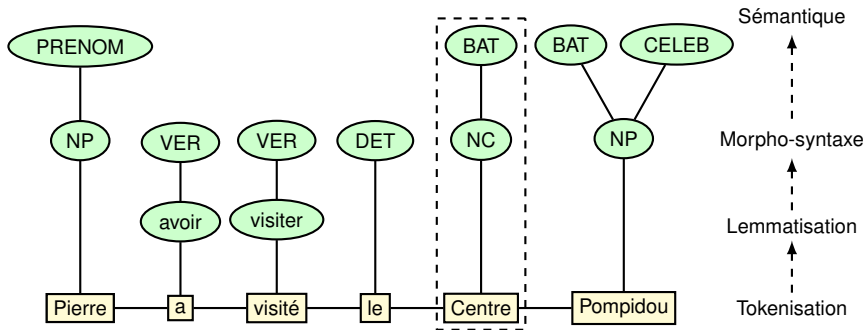 PRENOM BAT BAT CELEB Sémantique
NP VER VER DET NC NP Morpho-syntaxe
avoir visiter Lemmatisation
Pierre a visité le Centre Pompidou Tokenisation